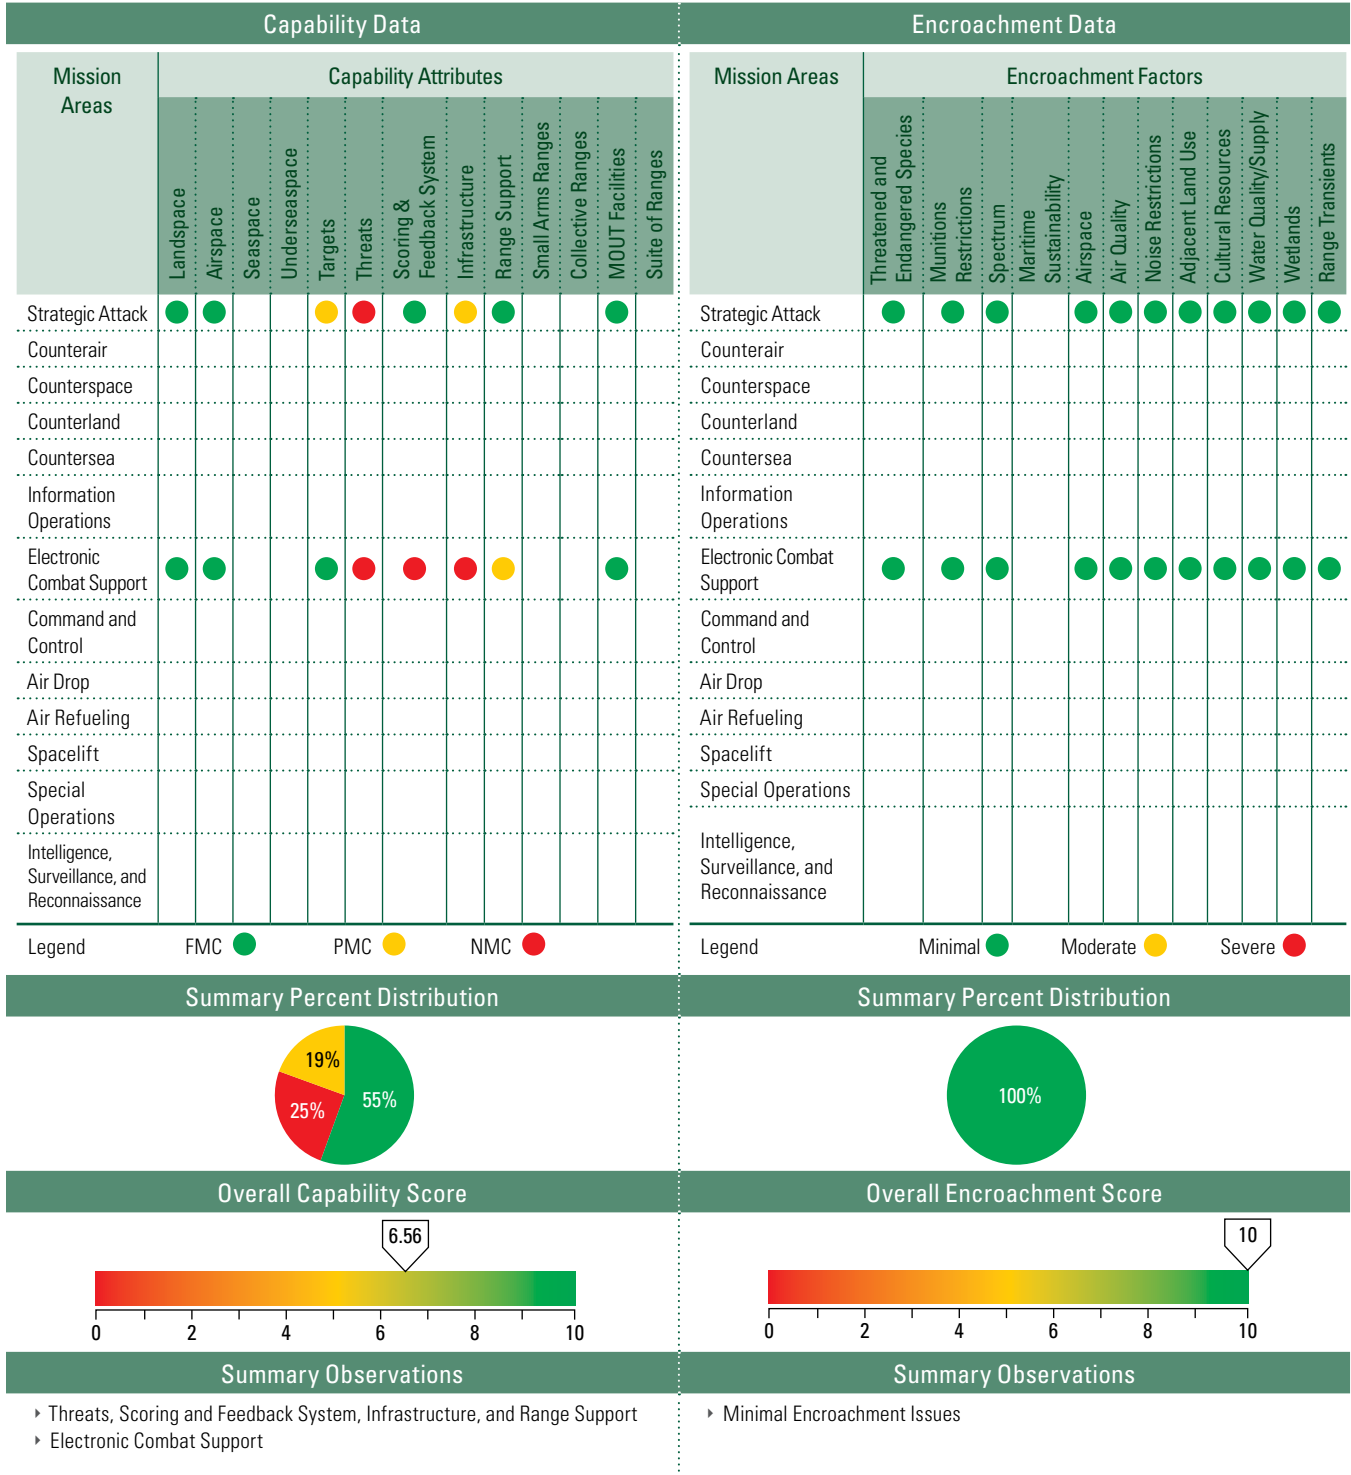 Capability Data
Mission
Areas
Capability Attributes
Landspace
Airspace
Seaspace
Underseaspace
Targets
Threats
Scoring &
Feedback System
Infrastructure
Range Support
Small Arms Ranges
Collective Ranges
MOUT Facilities
Suite of Ranges
Strategic Attack
Counterair
Counterspace
Counterland
Countersea
Information
Operations
Electronic
Combat Support
Command and
Control
Air Drop
Air Refueling
Spacelift
Special
Operations
Intelligence,
Surveillance, and
Reconnaissance
Legend
FMC
PMC
NMC
Summary Percent Distribution
19%
25%
55%
Overall Capability Score
6.56
0 2 4 6 8 10
Summary Observations
‣ Threats, Scoring and Feedback System, Infrastructure, and Range Support
‣ Electronic Combat Support
Encroachment Data
Mission Areas
Encroachment Factors
Threatened and
Endangered Species
Munitions
Restrictions
Spectrum
Maritime
Sustainability
Airspace
Air Quality
Noise Restrictions
Adjacent Land Use
Cultural Resources
Water Quality/Supply
Wetlands
Range Transients
Strategic Attack
Counterair
Counterspace
Counterland
Countersea
Information
Operations
Electronic Combat
Support
Command and
Control
Air Drop
Air Refueling
Spacelift
Special Operations
Intelligence,
Surveillance, and
Reconnaissance
Legend
Minimal
Moderate
Severe
Summary Percent Distribution
100%
Overall Encroachment Score
10
0 2 4 6 8 10
Summary Observations
‣ Minimal Encroachment Issues